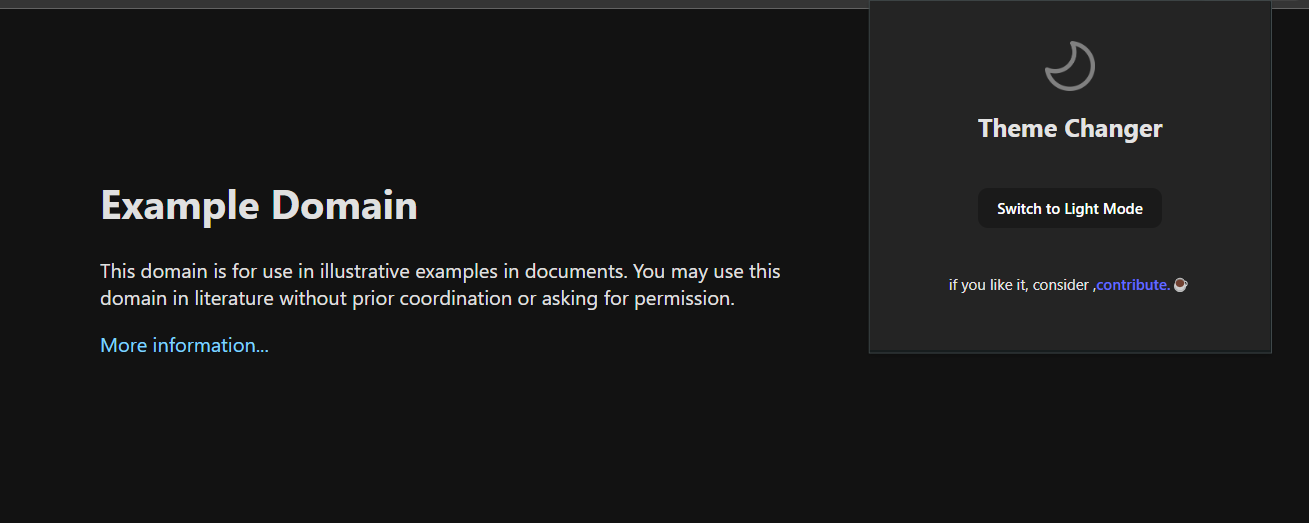 Example Domain
This domain is for use in illustrative examples in documents. You may use this
domain in literature without prior coordination or asking for permission.
More information...
Theme Changer
Switch to Light Mode
if you like it, consider ,contribute.☕